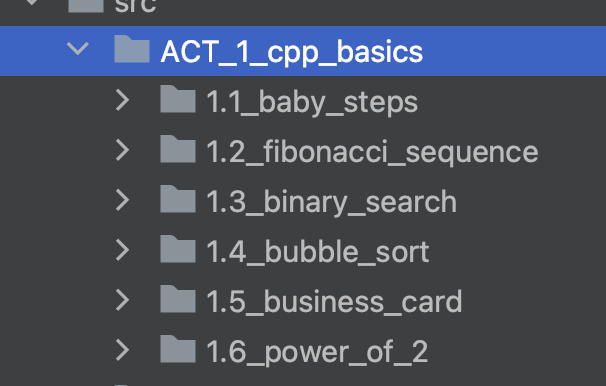 src
ACT_1_cpp_basics
1.1_baby_steps
1.2_fibonacci_sequence
1.3_binary_search
1.4_bubble_sort
1.5_business_card
1.6_power_of_2